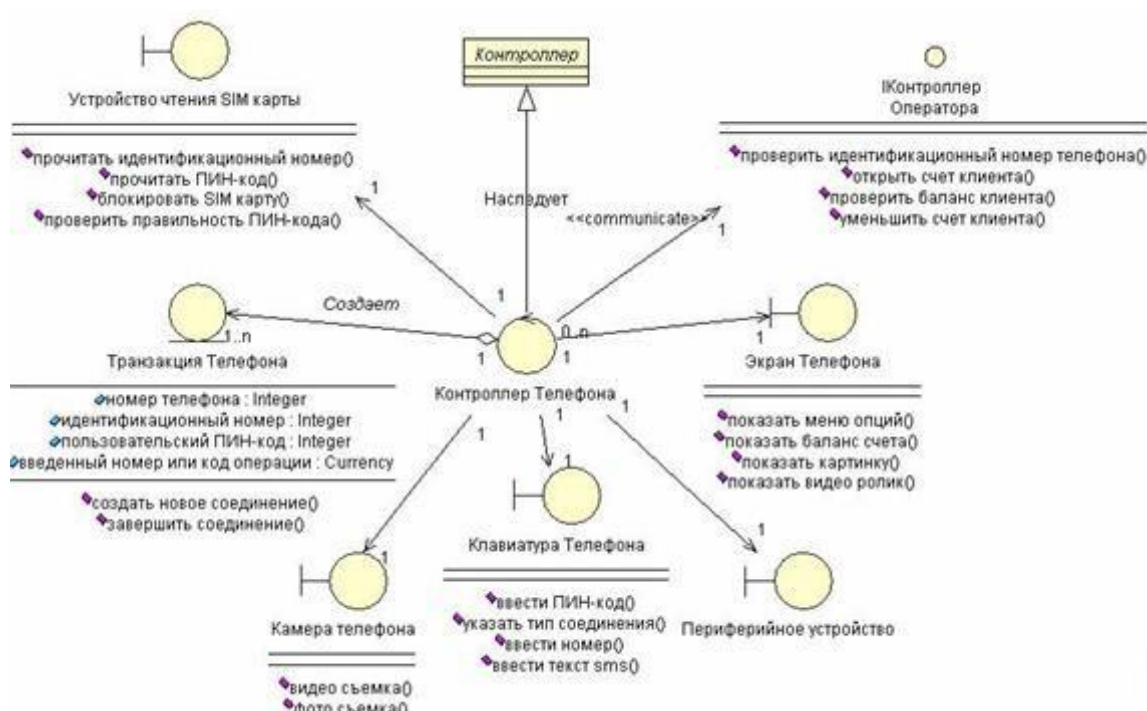 Устройство чтения SIM карты
прочитать идентификационный номер()
прочитать ПИН-код()
блокировать SIM карту()
проверить правильность ПИН-кода()
Контроллер
Наследует
IКонтроллер
Оператора
проверить идентификационный номер телефона()
открыть счет клиента()
проверить баланс клиента()
уменьшить счет клиента()
<<communicate>>
1
1
1
Создает
1..n
1
0..n
1
1
Транзакция Телефона
номер телефона : Integer
идентификационный номер : Integer
пользовательский ПИН-код : Integer
введенный номер или код операции : Currency
создать новое соединение()
завершить соединение()
Контроллер Телефона
1
1
1
Экран Телефона
показать меню опций()
показать баланс счета()
показать картинку()
показать видео ролик()
1
1
1
Камера телефона
видео съемка()
фото съемка()
Клавиатура Телефона
ввести ПИН-код()
указать тип соединения()
ввести номер()
ввести текст sms()
Периферийное устройство